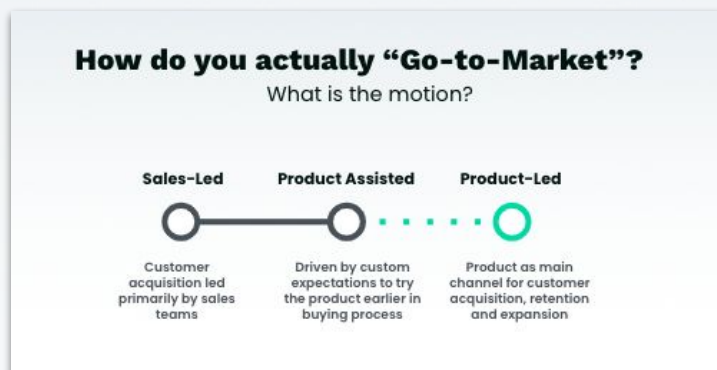 How do you actually “Go-to-Market”?
What is the motion?
Sales-Led
Product Assisted
Product-Led
Customer
acquisition led
primarily by sales
teams
Driven by custom
expectations to try
the product earlier in
buying process
Product as main
channel for customer
acquisition, retention
and expansion